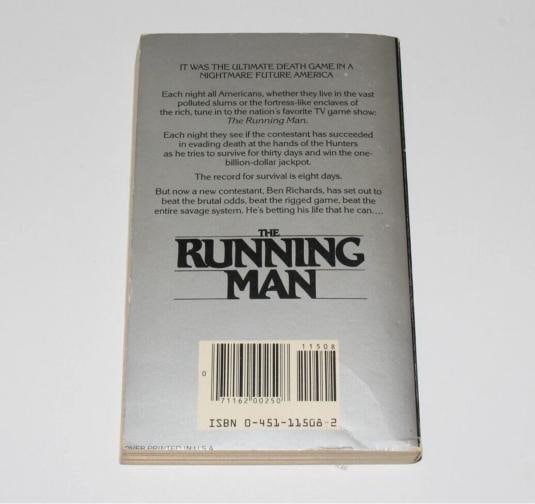 IT WAS THE ULTIMATE DEATH GAME IN A
NIGHTMARE FUTURE AMERICA
Each night all Americans, whether they live in the vast
polluted slums or the fortress-like enclaves of
the rich, tune in to the nation's favorite TV game show:
The Running Man.
Each night they see if the contestant has succeeded
in evading death at the hands of the Hunters
as he tries to survive for thirty days and win the one-
billion-dollar jackpot.
The record for survival is eight days.
But now a new contestant, Ben Richards, has set out to
beat the brutal odds, beat the rigged game, beat the
entire savage system. He's betting his life that he can....
THE
RUNNING
MAN
11508
0
71162 00250
ISBN 0-451-11508-2
OVER PRINTED IN U.S.A.